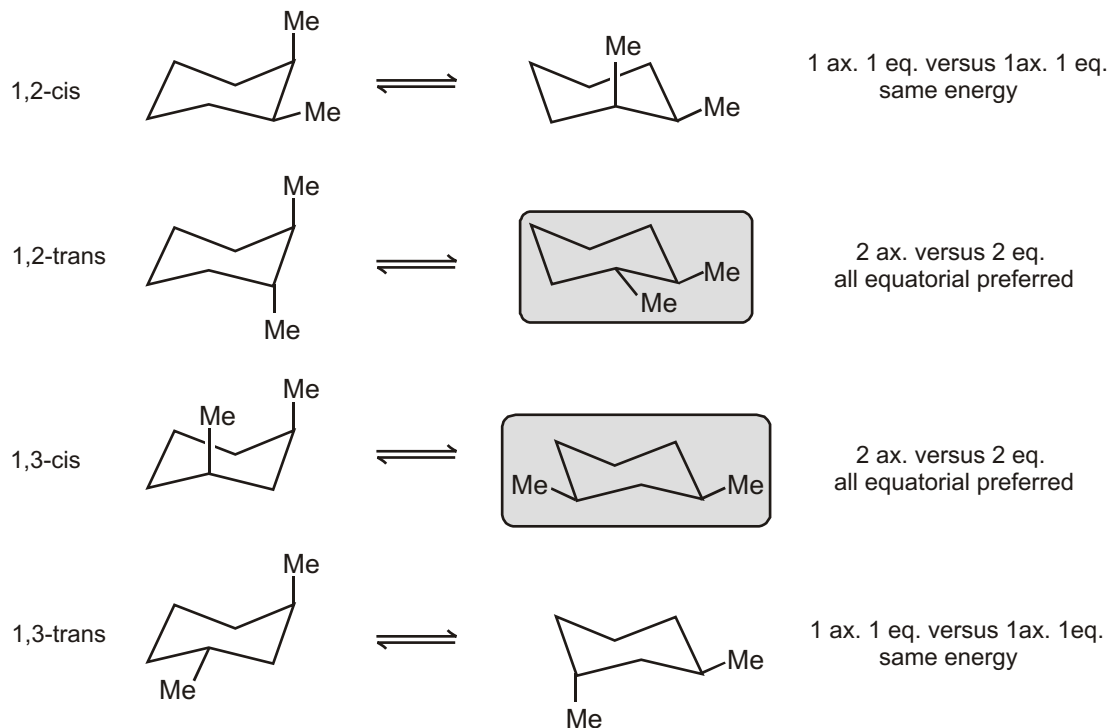 1,2-cis
Me
Me
Me
Me
1 ax. 1 eq. versus 1ax. 1 eq.
same energy
1,2-trans
Me
Me
Me
Me
2 ax. versus 2 eq.
all equatorial preferred
1,3-cis
Me
Me
Me
Me
2 ax. versus 2 eq.
all equatorial preferred
1,3-trans
Me
Me
Me
Me
1 ax. 1 eq. versus 1ax. 1eq.
same energy